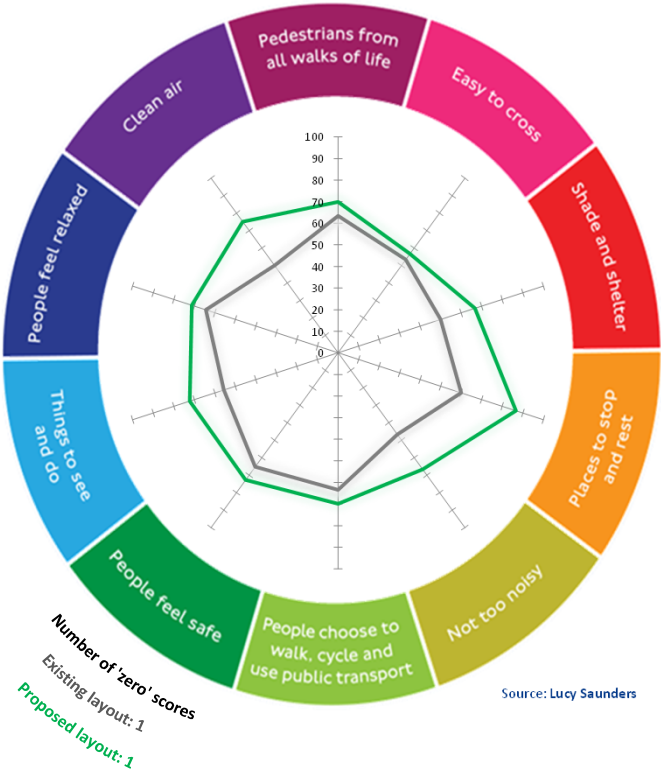 Pedestrians from
all walks of life
Easy to cross
Shade and shelter
Places to stop
and rest
Not too noisy
People choose to
walk, cycle and
use public transport
People feel safe
Things to see
and do
People feel relaxed
Clean air
100
90
80
70
60
50
40
30
20
10
0
Number of 'zero' scores
Existing layout: 1
Proposed layout: 1
Source: Lucy Saunders